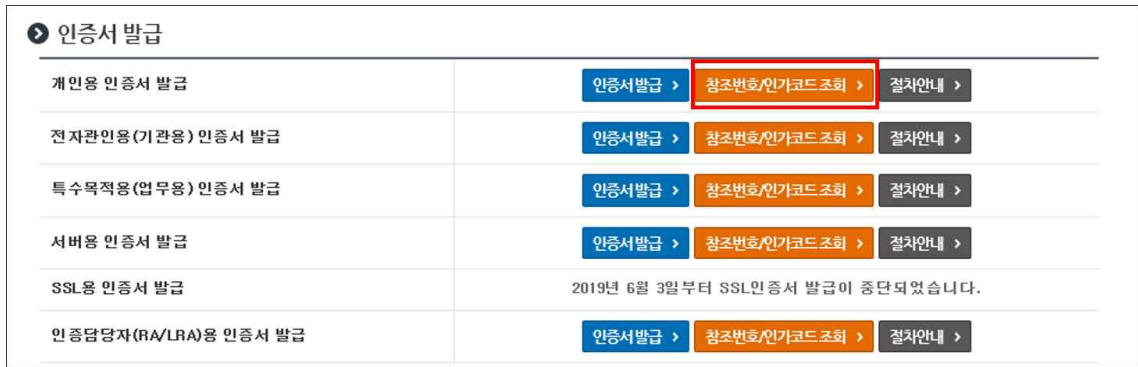 인증서 발급
개인용 인증서 발급 인증서발급 > 참조번호/인가코드 조회 > 절차안내 >
전자관인용(기관용) 인증서 발급 인증서발급 > 참조번호/인가코드 조회 > 절차안내 >
특수목적용(업무용) 인증서 발급 인증서발급 > 참조번호/인가코드 조회 > 절차안내 >
서버용 인증서 발급 인증서발급 > 참조번호/인가코드 조회 > 절차안내 >
SSL용 인증서 발급 2019년 6월 3일부터 SSL인증서 발급이 중단되었습니다.
인증담당자(RA/LRA)용 인증서 발급 인증서발급 > 참조번호/인가코드 조회 > 절차안내 >